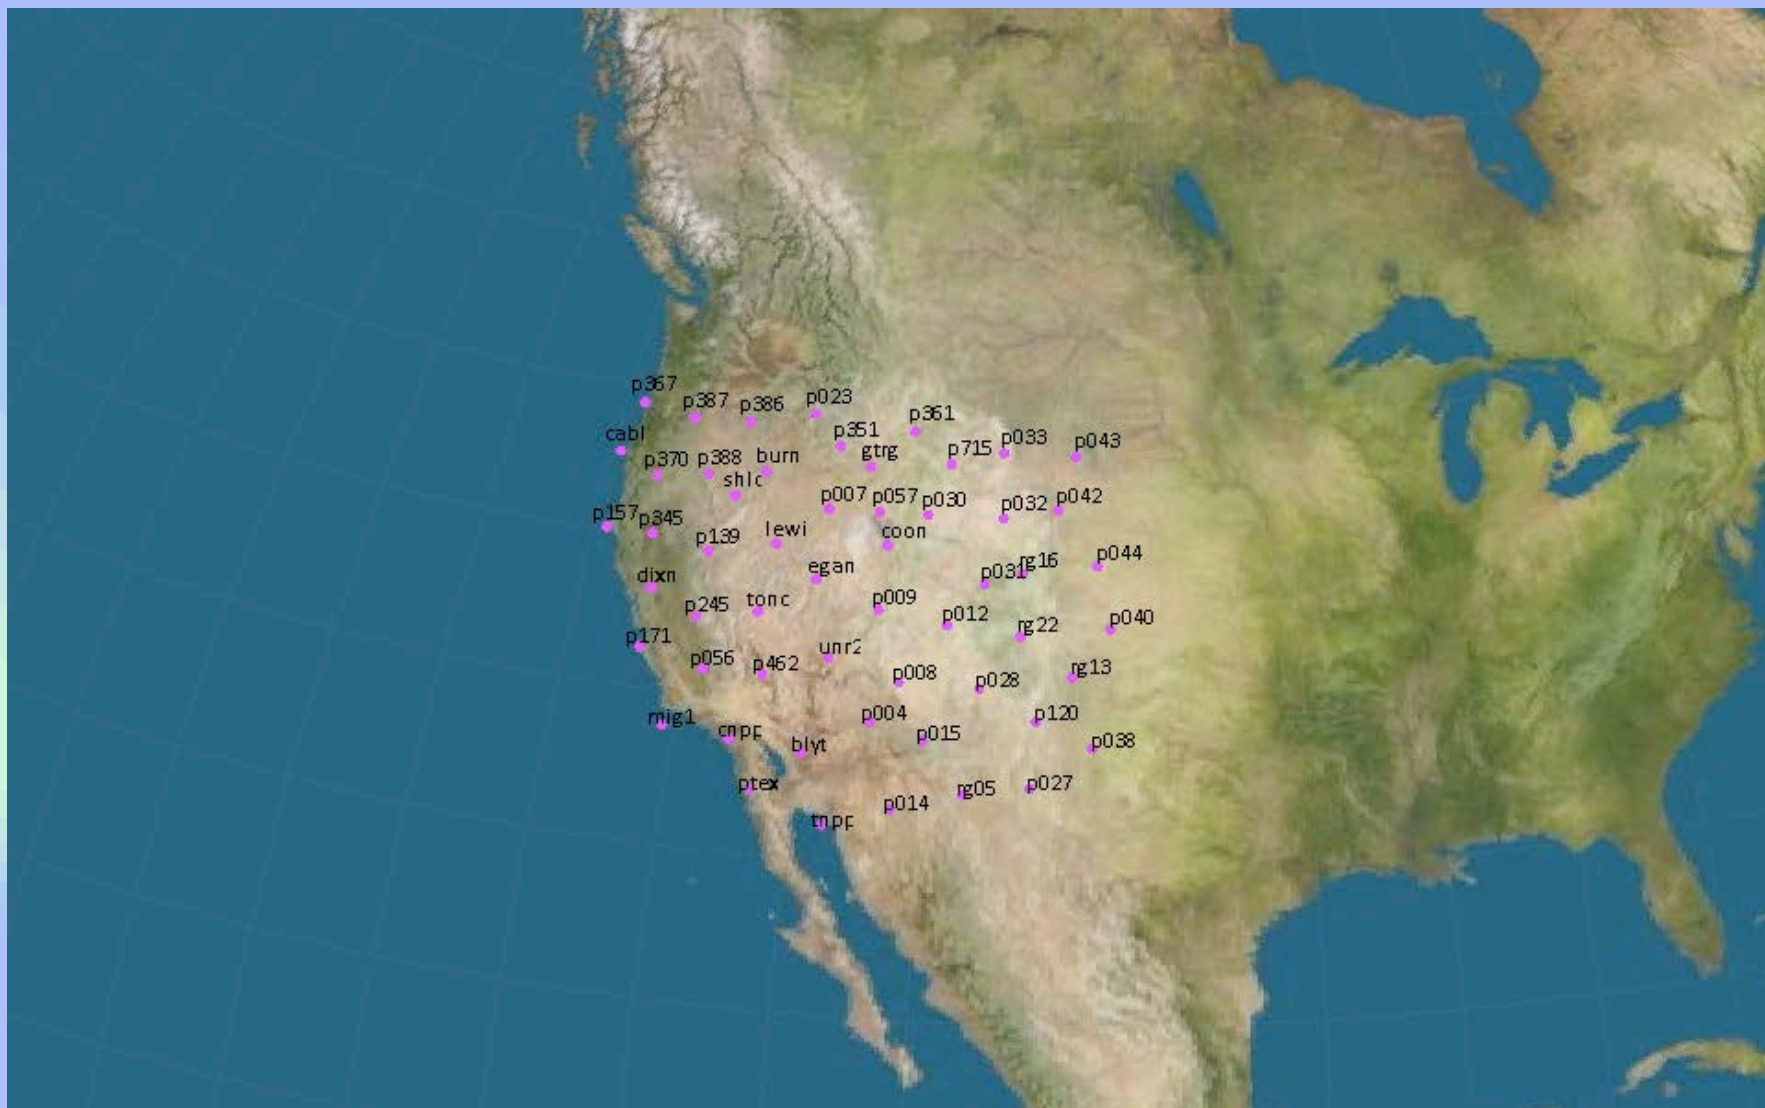 p367
p023
p387
p386
p361
cabl
p351
p033
p043
gtrg
p715
p370
p388
burn
shlc
p007
p057
p030
p032
p042
p157
p345
p139
lewi
coon
egan
p031
rg16
p044
dixn
p245
tonc
p009
p012
rg22
p040
p171
p056
p462
unr2
p008
p028
rg13
mig1
cnpp
blyt
p004
p015
p120
p038
ptex
p014
rg05
p027
tnpp